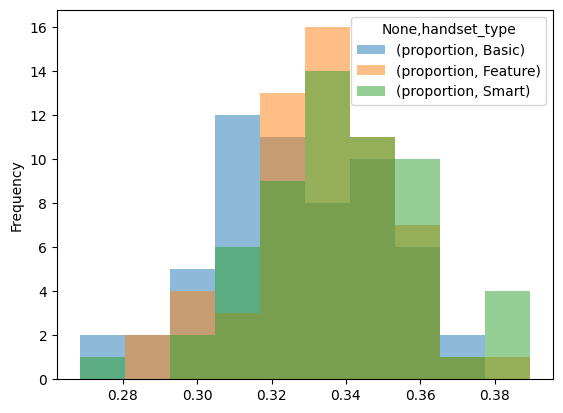 None,handset_type
(proportion, Basic)
(proportion, Feature)
(proportion, Smart)
Frequency
16
14
12
10
8
6
4
2
0
0.28 0.30 0.32 0.34 0.36 0.38